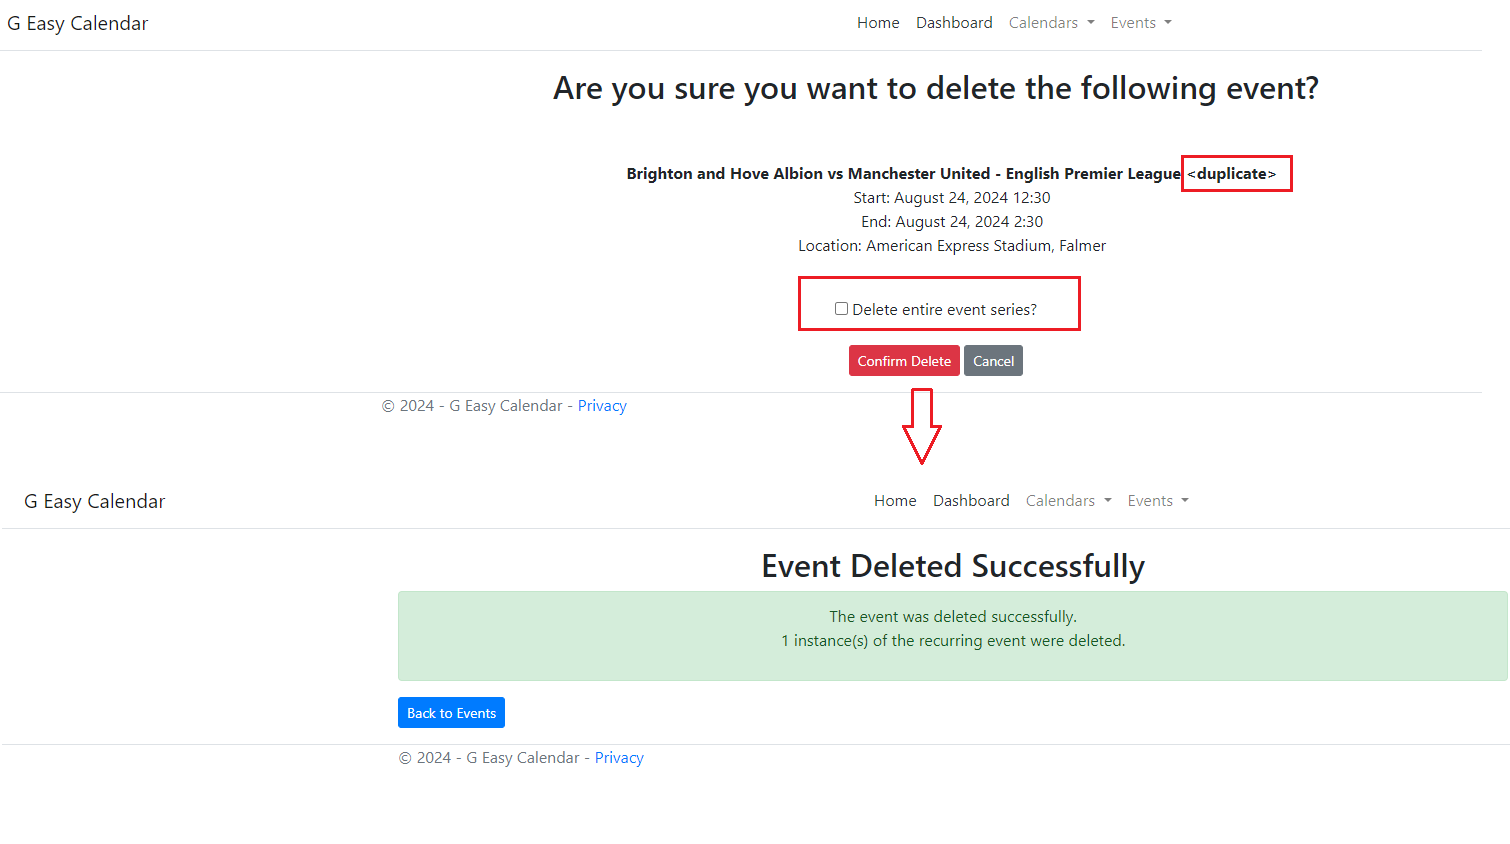 G Easy Calendar
Home Dashboard Calendars Events
Are you sure you want to delete the following event?
Brighton and Hove Albion vs Manchester United - English Premier League <duplicate>
Start: August 24, 2024 12:30
End: August 24, 2024 2:30
Location: American Express Stadium, Falmer
Delete entire event series?
Confirm Delete Cancel
© 2024 - G Easy Calendar - Privacy
G Easy Calendar
Home Dashboard Calendars Events
Event Deleted Successfully
The event was deleted successfully.
1 instance(s) of the recurring event were deleted.
Back to Events
© 2024 - G Easy Calendar - Privacy